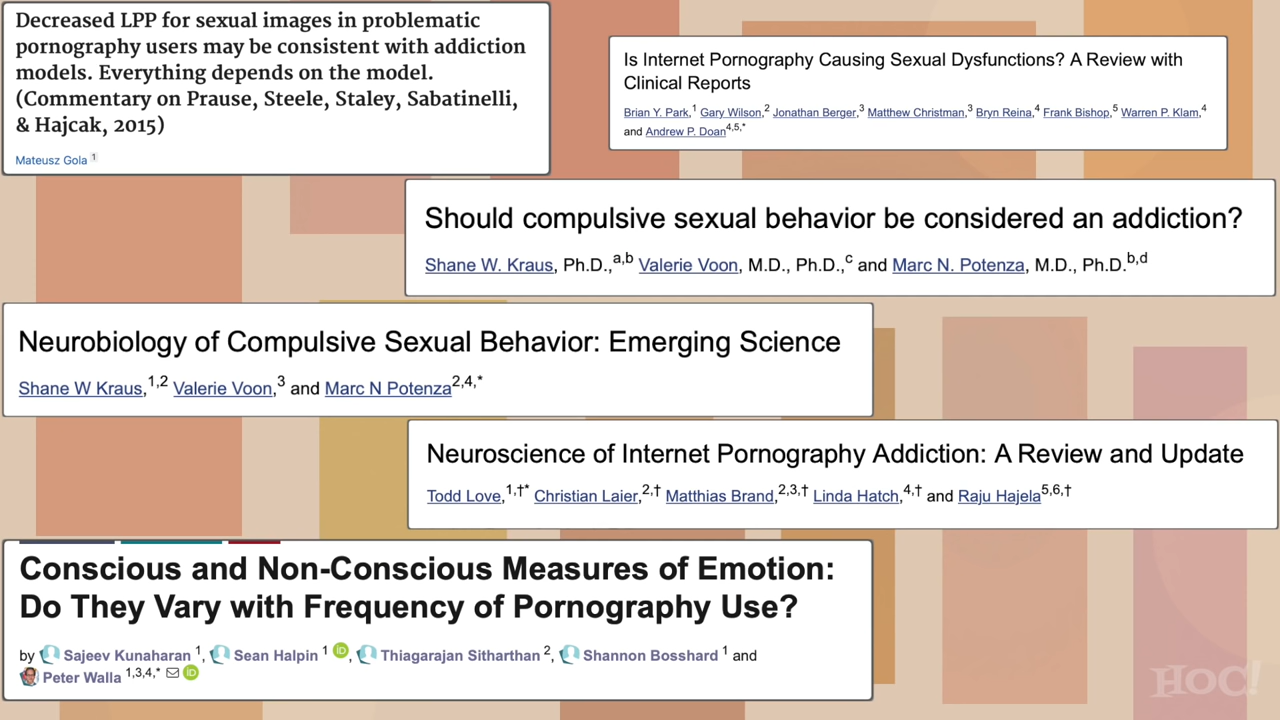 Decreased LPP for sexual images in problematic
pornography users may be consistent with addiction
models. Everything depends on the model.
(Commentary on Prause, Steele, Staley, Sabatinelli,
& Hajcak, 2015)
Mateusz Gola 1
Is Internet Pornography Causing Sexual Dysfunctions? A Review with
Clinical Reports
Brian Y. Park,1 Gary Wilson,2 Jonathan Berger,3 Matthew Christman,3 Bryn Reina,4 Frank Bishop,5 Warren P. Klam,4
and Andrew P. Doan4,5,*
Should compulsive sexual behavior be considered an addiction?
Shane W. Kraus, Ph.D.,a,b Valerie Voon, M.D., Ph.D.,c and Marc N. Potenza, M.D., Ph.D.b,d
Neurobiology of Compulsive Sexual Behavior: Emerging Science
Shane W Kraus,1,2 Valerie Voon,3 and Marc N Potenza2,4,*
Neuroscience of Internet Pornography Addiction: A Review and Update
Todd Love,1,†* Christian Laier,2,† Matthias Brand,2,3,† Linda Hatch,4,† and Raju Hajela5,6,†
Conscious and Non-Conscious Measures of Emotion:
Do They Vary with Frequency of Pornography Use?
by Sajeev Kunaharan 1, Sean Halpin 1 iD, Thiagarajan Sitharthan 2, Shannon Bosshard 1 and
Peter Walla 1,3,4,* iD
HOC!